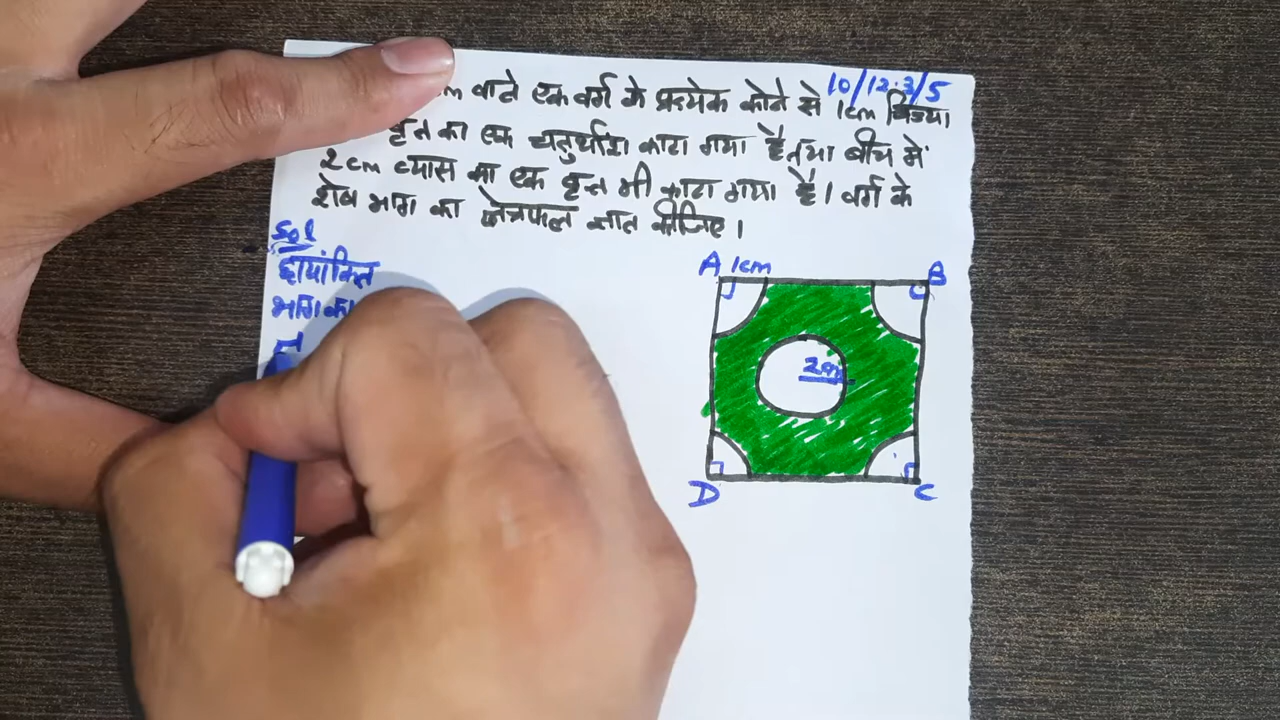 10/12.3/5
cm वाले एक वर्ग के प्रत्येक कोने से 1cm त्रिज्या
वृत्त का एक चतुर्थांश काटा गया है तथा बीच में
2cm व्यास का एक वृत्त भी काटा गया है। वर्ग के
शेष भाग का क्षेत्रफल ज्ञात कीजिए।
Sol
छायांकित
भाग का
A 1cm B
D C